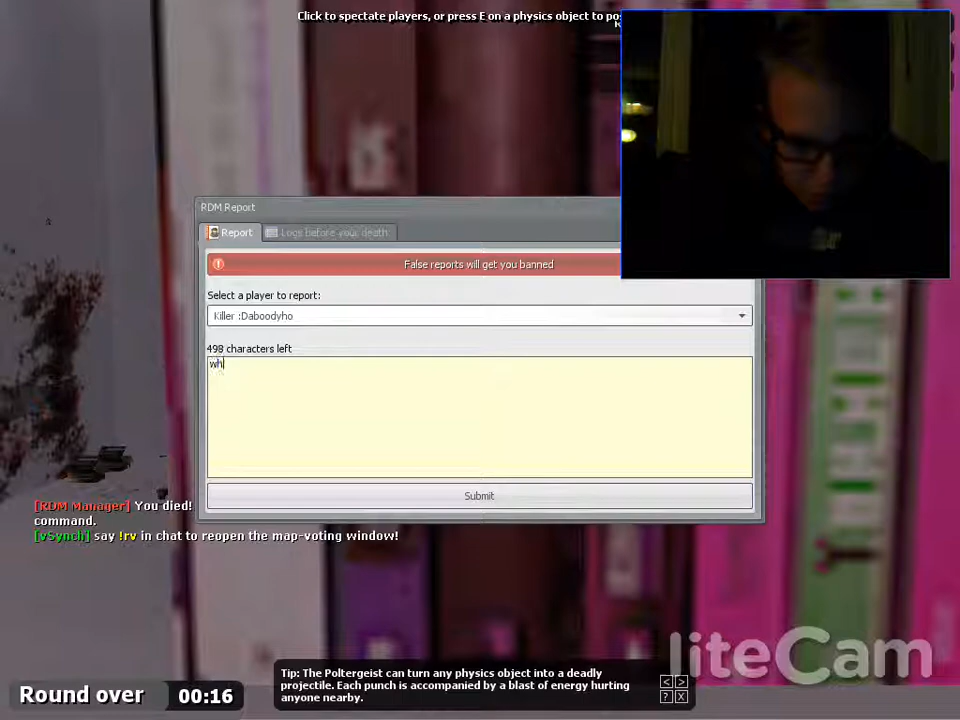 Click to spectate players, or press E on a physics object to po
RDM Report
Report
Logs before your death
False reports will get you banned
Select a player to report:
Killer :Daboodyho
498 characters left
wh
Submit
[RDM Manager] You died!
command.
[vSynch] say !rv in chat to reopen the map-voting window!
liteCam
Tip: The Poltergeist can turn any physics object into a deadly
projectile. Each punch is accompanied by a blast of energy hurting
anyone nearby.
< >
? X
Round over 00:16